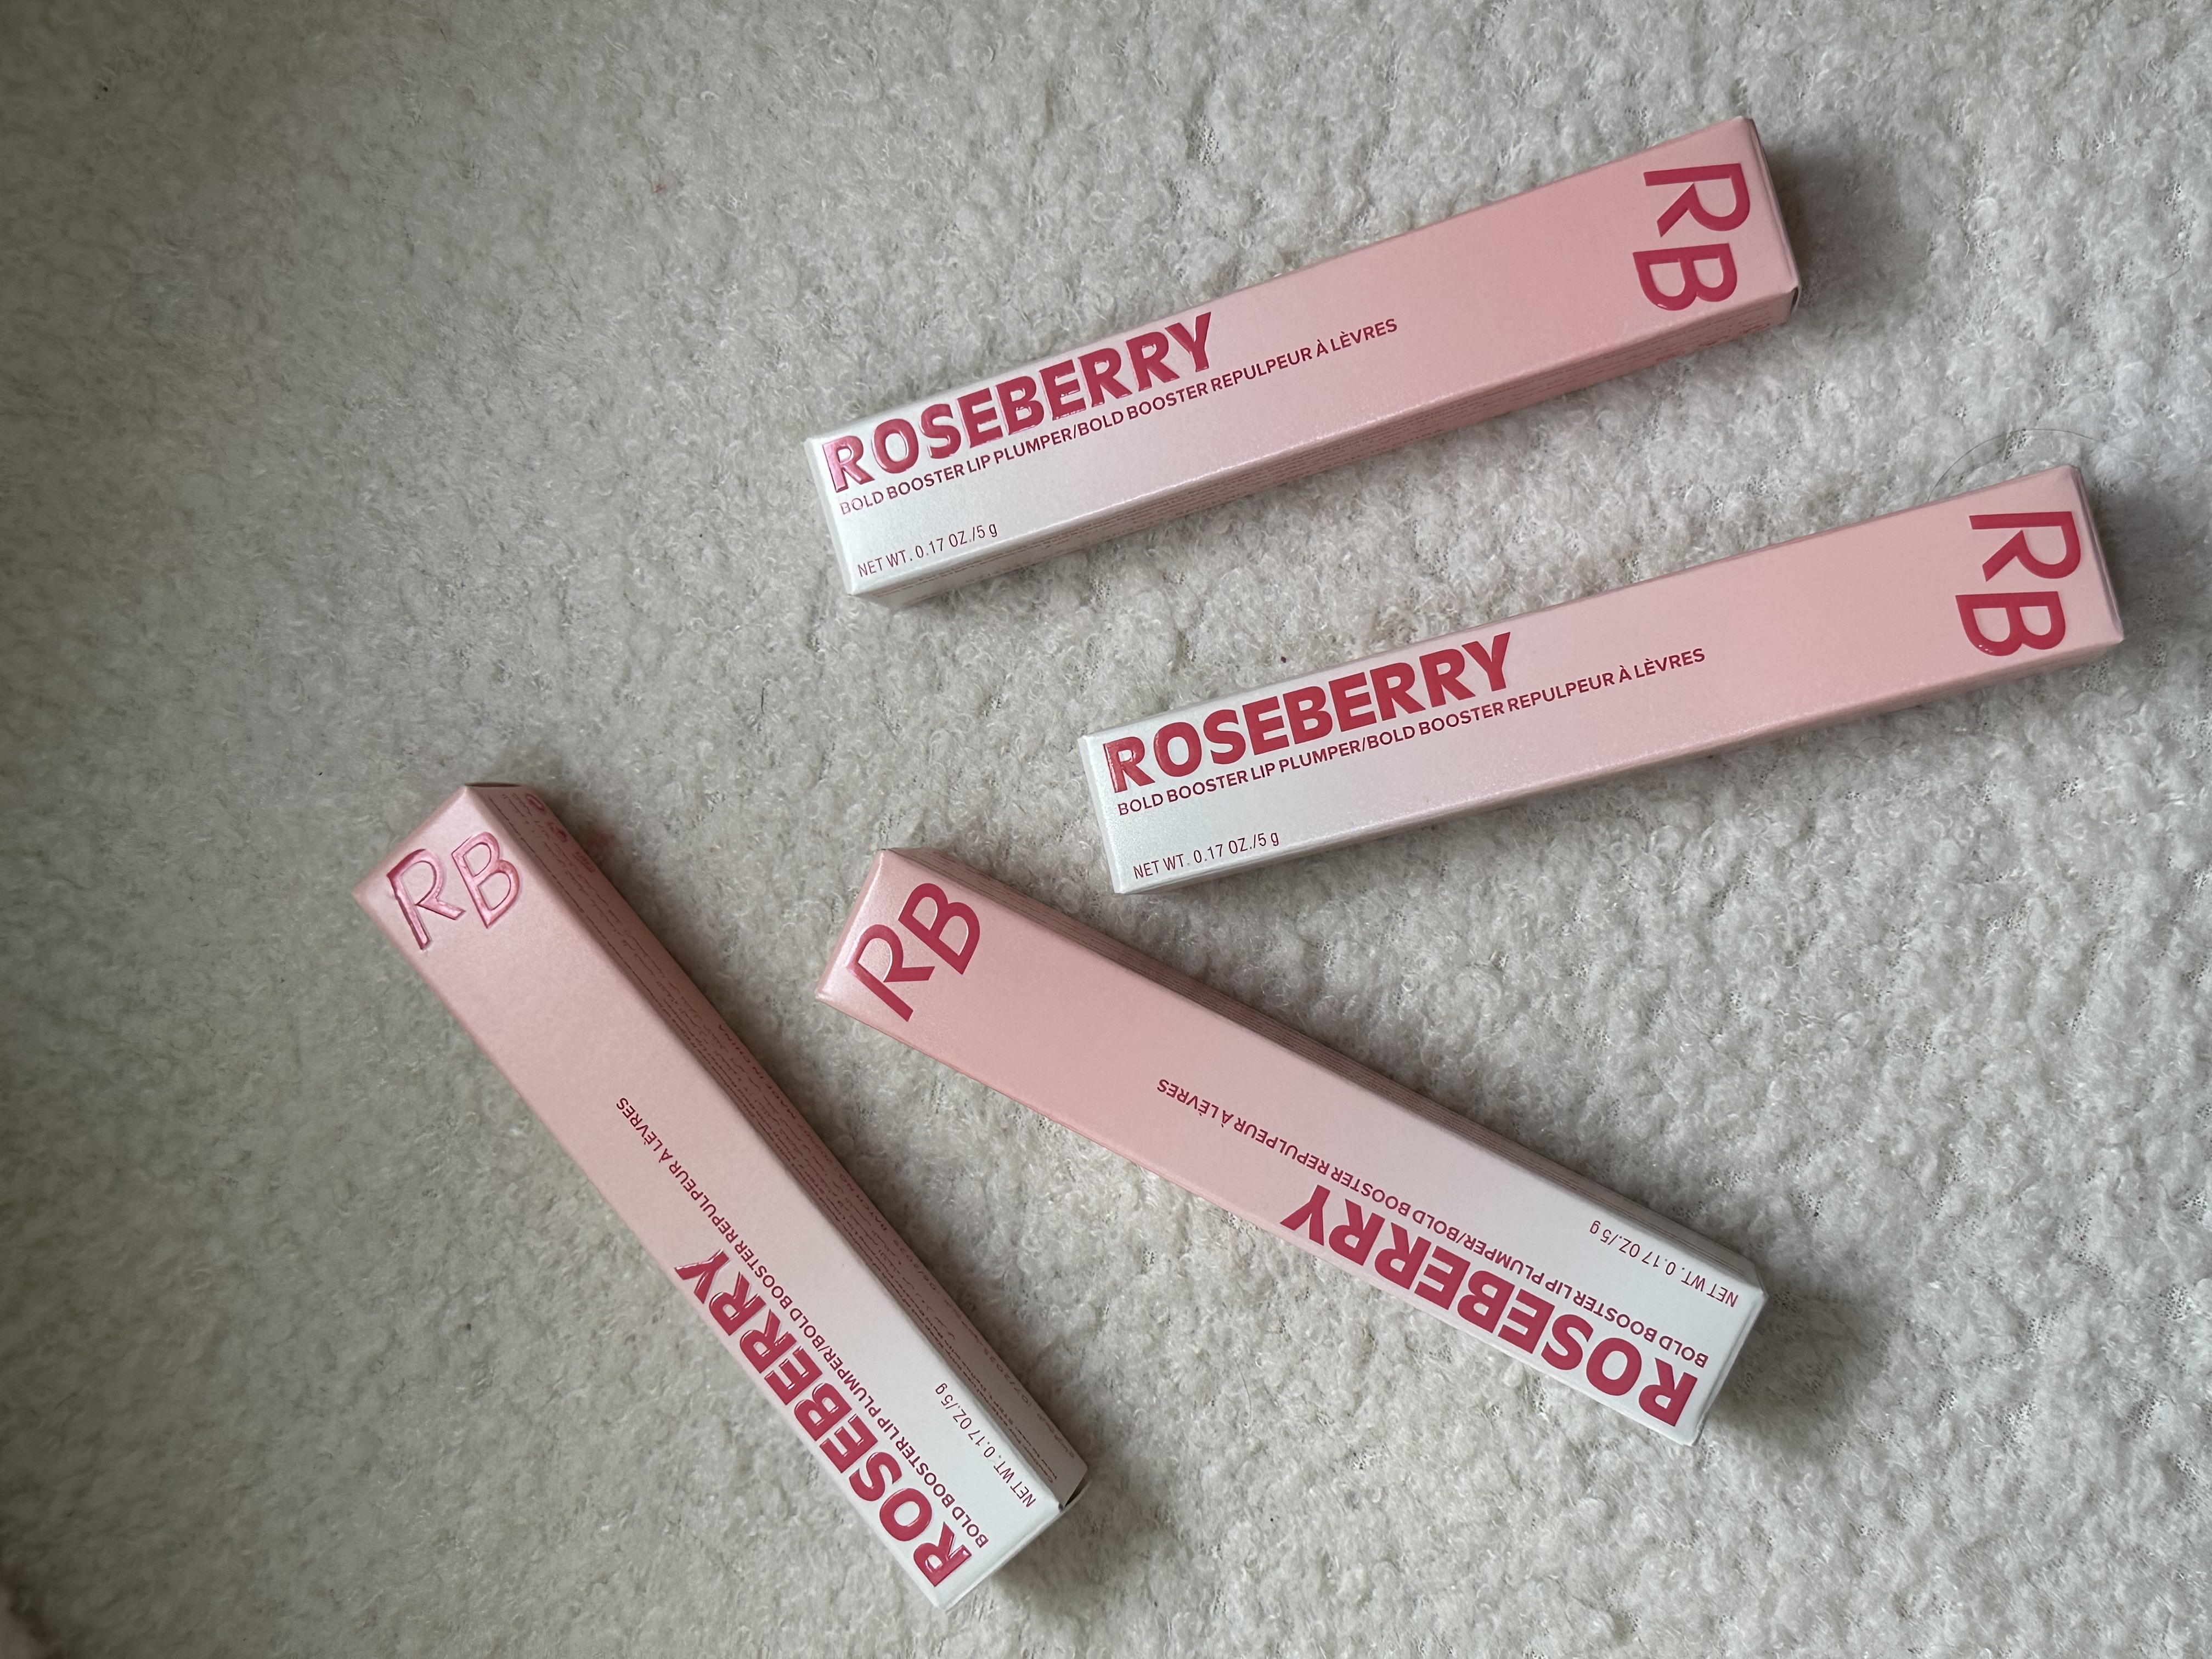 RB
ROSEBERRY
BOLD BOOSTER LIP PLUMPER/BOLD BOOSTER REPULPEUR À LÈVRES
NET WT. 0.17 OZ./5 g
RB
ROSEBERRY
BOLD BOOSTER LIP PLUMPER/BOLD BOOSTER REPULPEUR À LÈVRES
NET WT. 0.17 OZ./5 g
RB
ROSEBERRY
BOLD BOOSTER LIP PLUMPER/BOLD BOOSTER REPULPEUR À LÈVRES
NET WT. 0.17 OZ./5 g
RB
ROSEBERRY
BOLD BOOSTER LIP PLUMPER/BOLD BOOSTER REPULPEUR À LÈVRES
NET WT. 0.17 OZ./5 g